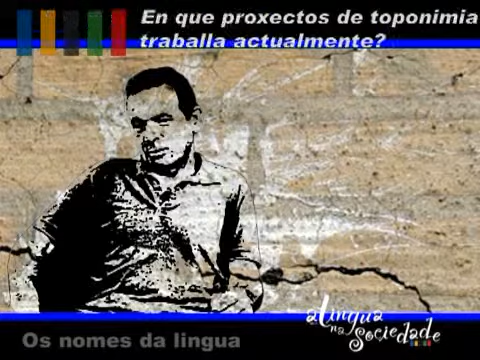 En que proxectos de toponimia
traballa actualmente?
Os nomes da lingua
a Lingua
na Sociedade